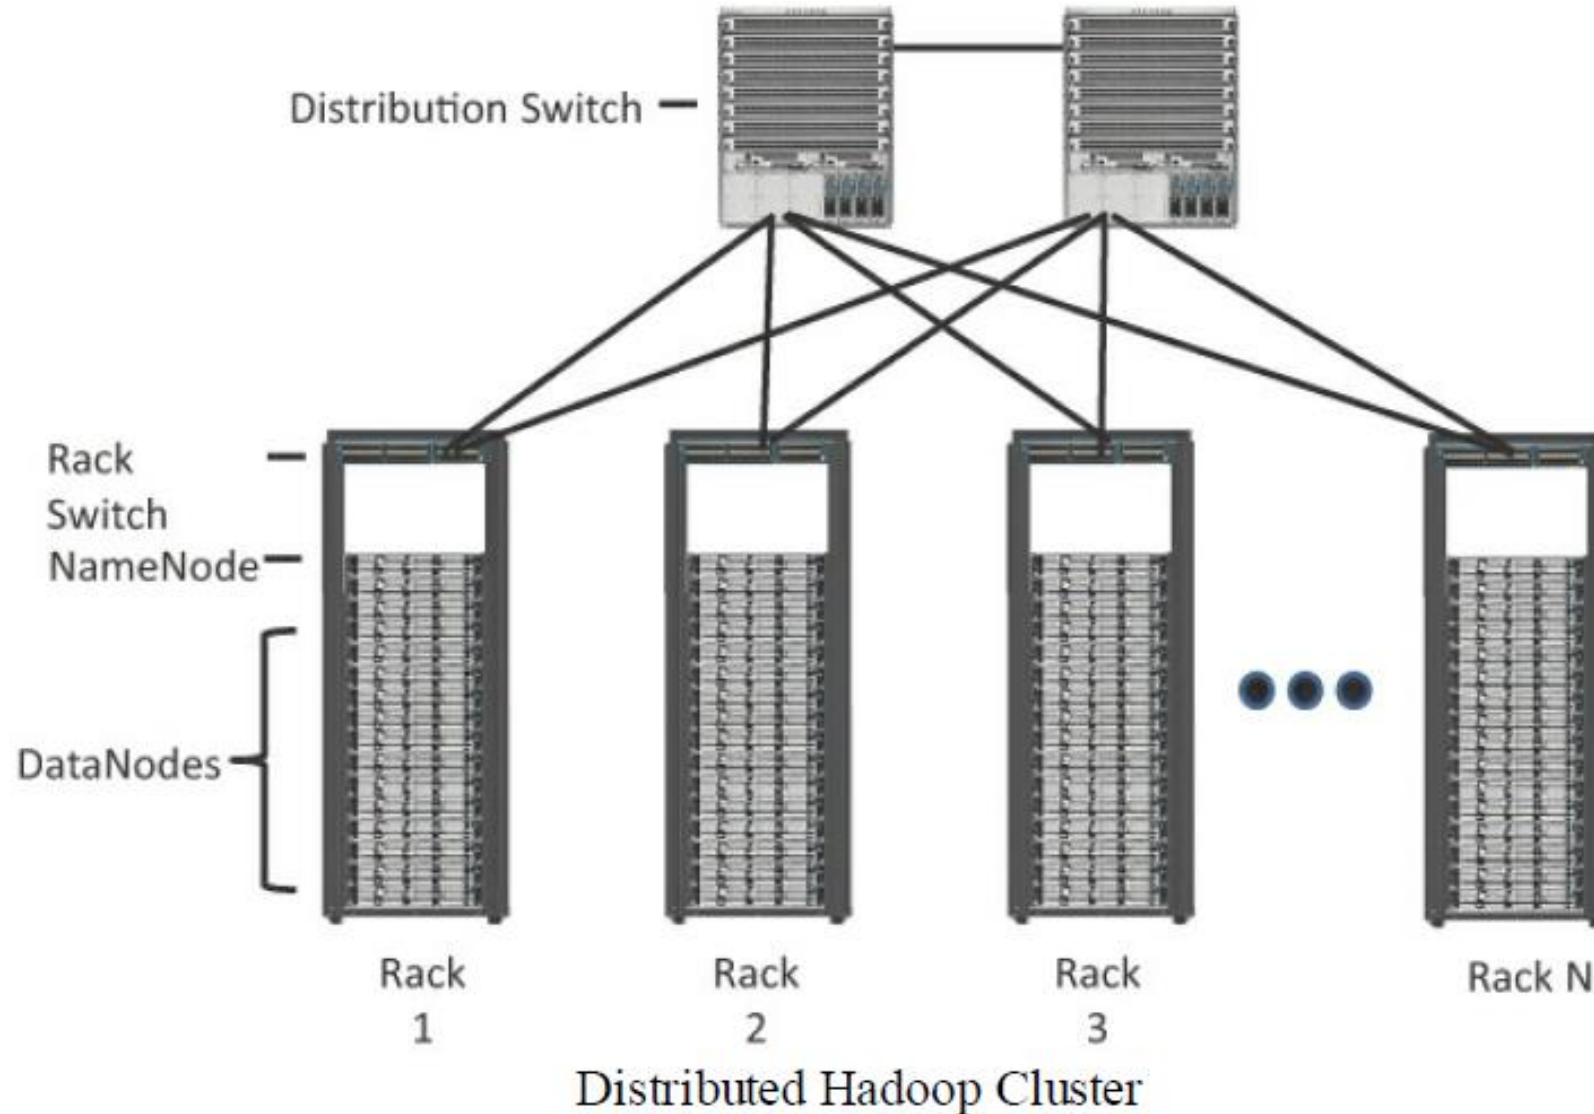 Distribution Switch
Rack
Switch
NameNode
DataNodes
Rack
1
Rack
2
Rack
3
Rack N
Distributed Hadoop Cluster